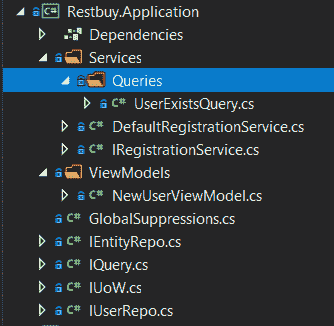 Restbuy.Application
Dependencies
Services
Queries
C# UserExistsQuery.cs
C# DefaultRegistrationService.cs
C# IRegistrationService.cs
ViewModels
C# NewUserViewModel.cs
C# GlobalSuppressions.cs
C# IEntityRepo.cs
C# IQuery.cs
C# IUoW.cs
C# IUserRepo.cs